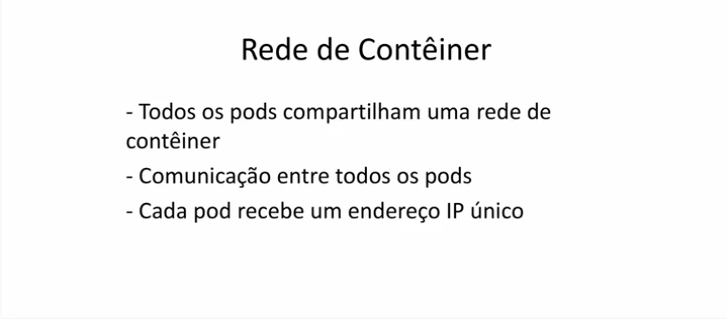 Rede de Contêiner
- Todos os pods compartilham uma rede de
contêiner
- Comunicação entre todos os pods
- Cada pod recebe um endereço IP único